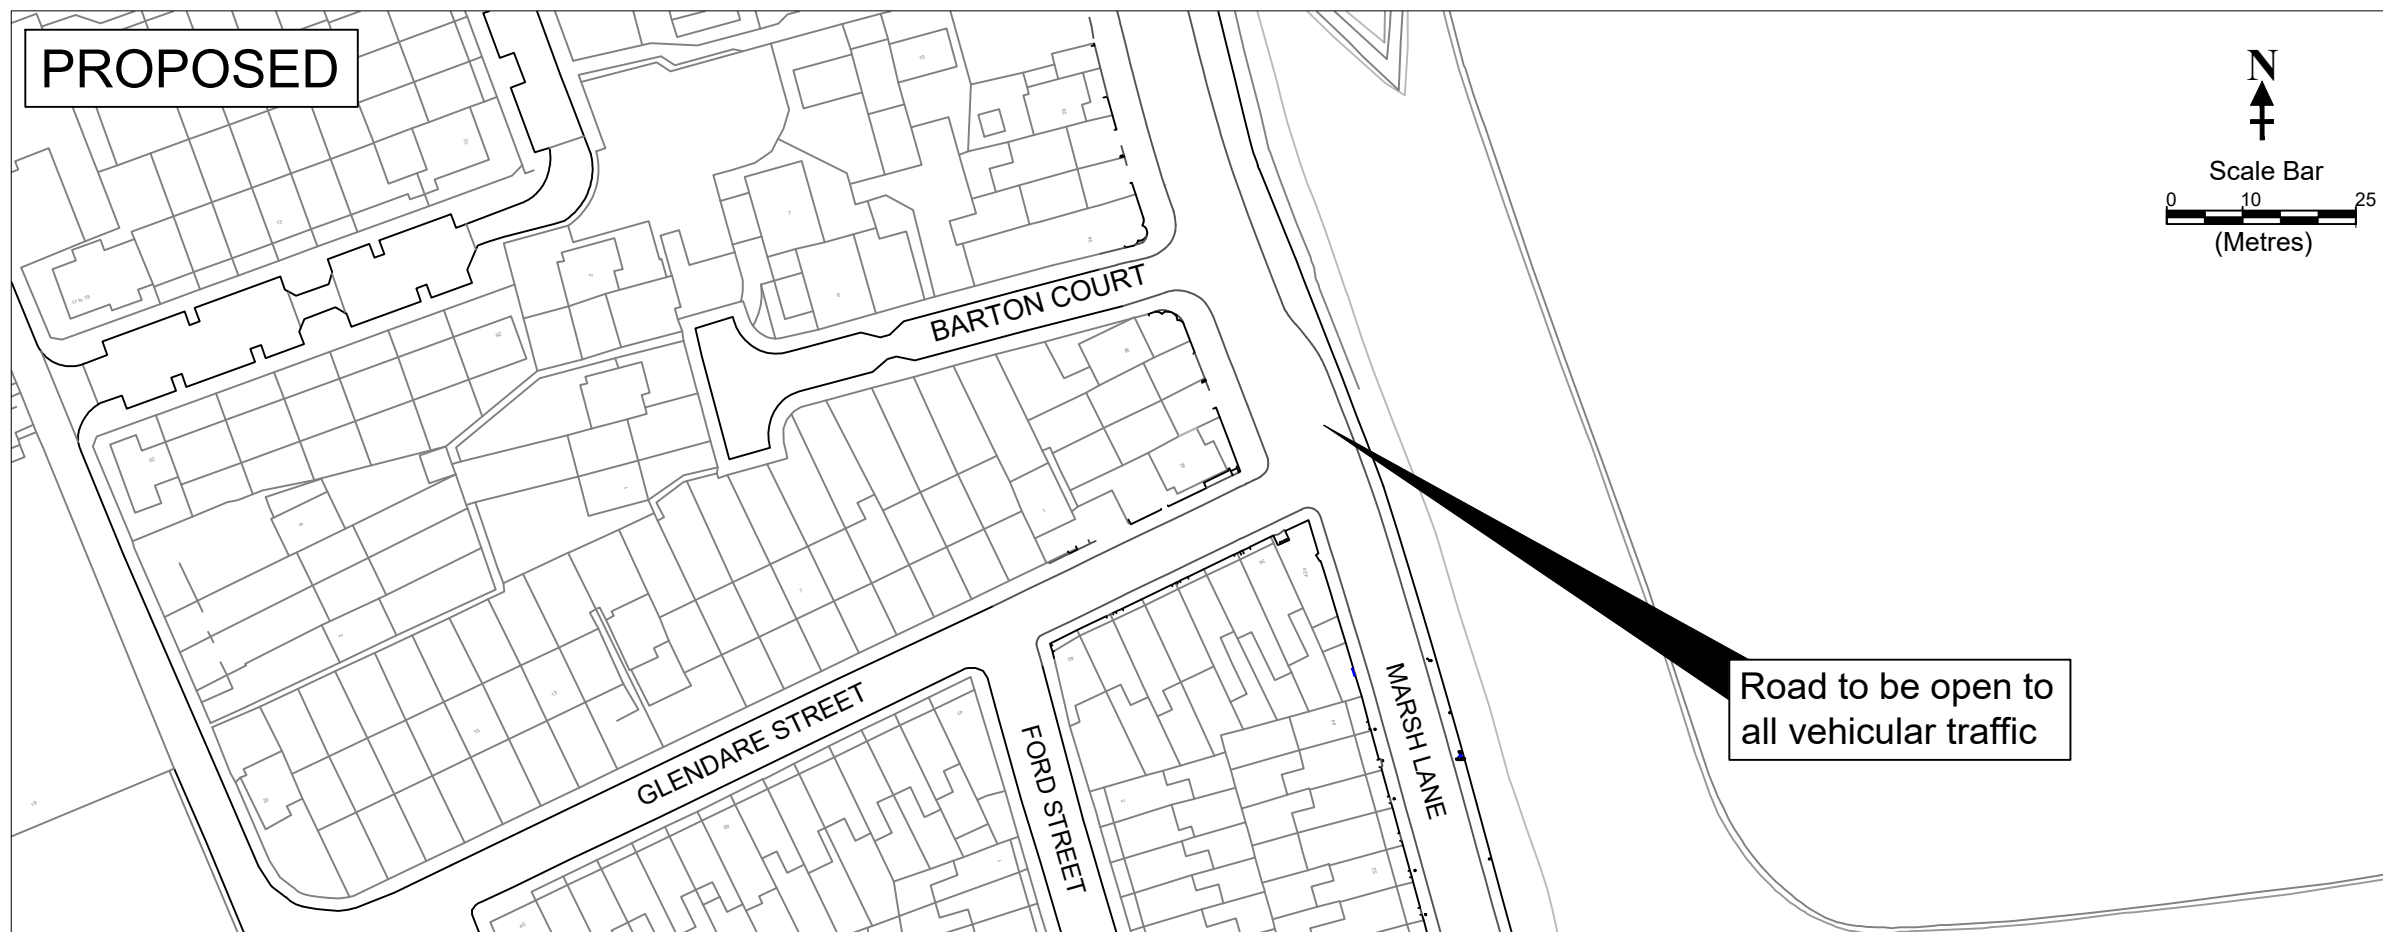 PROPOSED
N
Scale Bar
0 10 25
(Metres)
BARTON COURT
Road to be open to
all vehicular traffic
MARSH LANE
GLENDARE STREET
FORD STREET